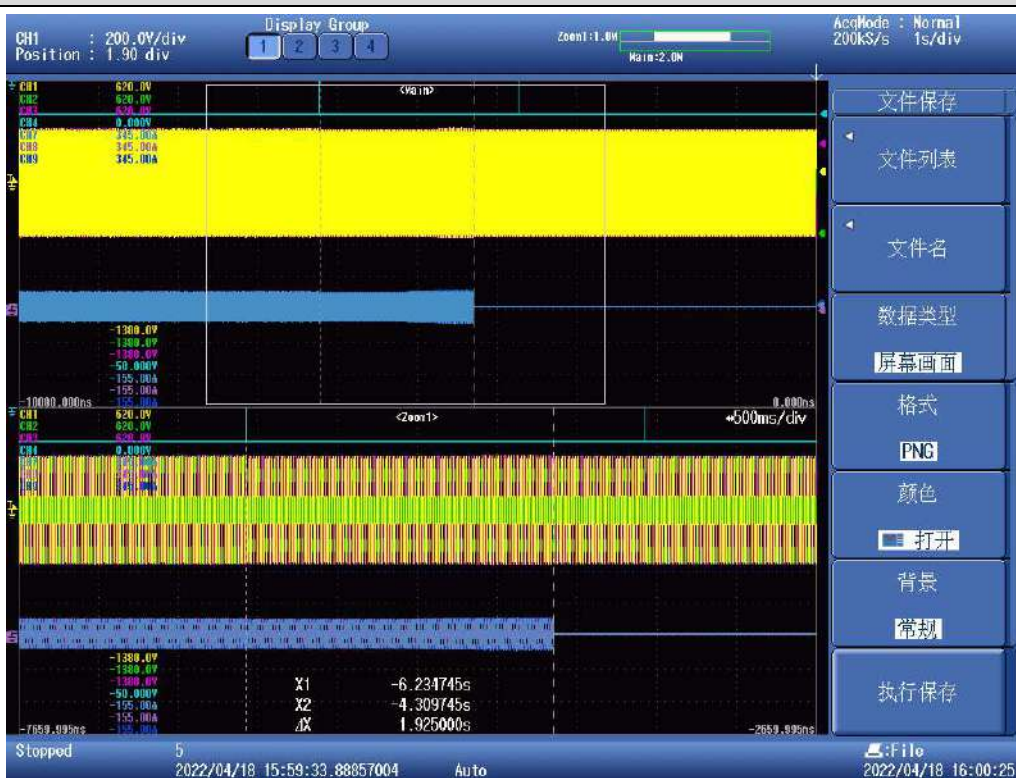 CH1 : 200.0V/div
Position : 1.90 div
Display Group
1 2 3 4
Zoom1:1.0M
Main:2.0M
AcqMode : Normal
200kS/s 1s/div
CH1 620.0V
CH2 620.0V
CH3 620.0V
CH4 0.000V
CH7 345.00A
CH8 345.00A
CH9 345.00A
<Main>
-1380.0V
-1380.0V
-1380.0V
-50.000V
-155.00A
-155.00A
-155.00A
-10000.000ms
0.000ms
CH1 620.0V
CH2 620.0V
CH3 620.0V
CH4 0.000V
<Zoom1>
500ms/div
-1380.0V
-1380.0V
-1380.0V
-50.000V
-155.00A
-155.00A
-155.00A
X1 -6.234745s
X2 -4.309745s
ΔX 1.925000s
-7659.995ms
-2659.995ms
文件保存
文件列表
文件名
数据类型
屏幕画面
格式
PNG
颜色
打开
背景
常规
执行保存
Stopped 5
2022/04/18 15:59:33.88857004 Auto
:File
2022/04/18 16:00:25